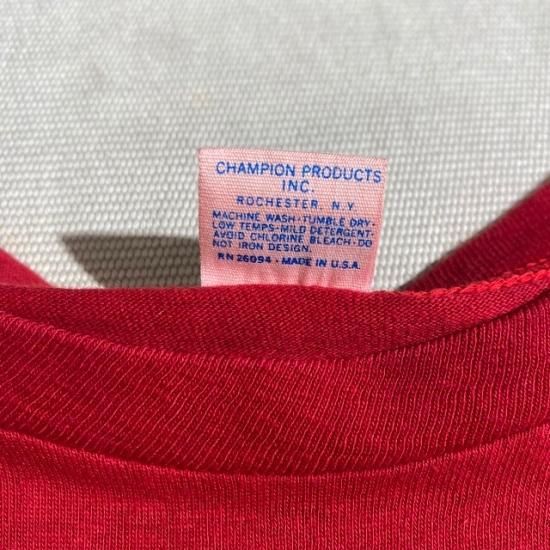 CHAMPION PRODUCTS
INC.
ROCHESTER, N.Y.
MACHINE WASH·TUMBLE DRY-
LOW TEMPS·MILD DETERGENT·
AVOID CHLORINE BLEACH·DO
NOT IRON DESIGN.
RN 26094 · MADE IN U.S.A.